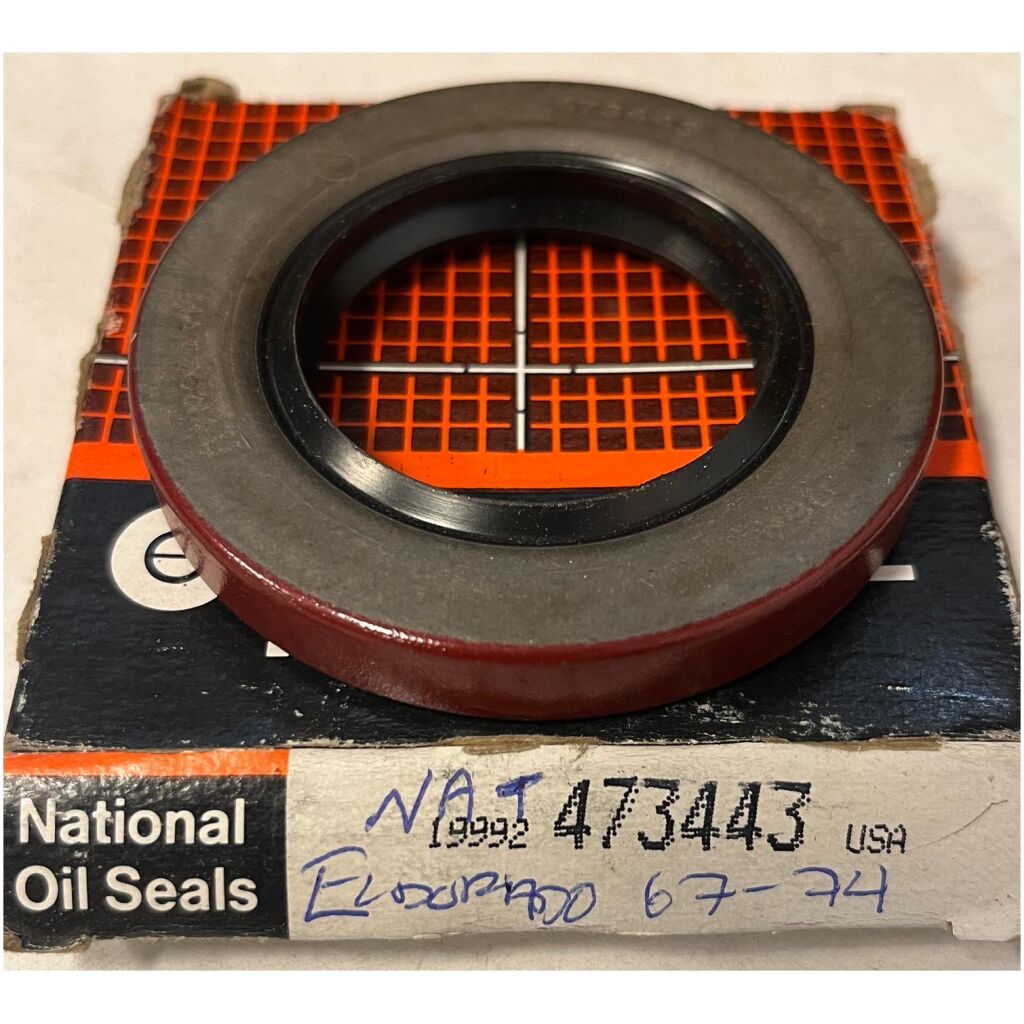 National
Oil Seals
NAT
19992 473443 USA
ELDORADO 67-74